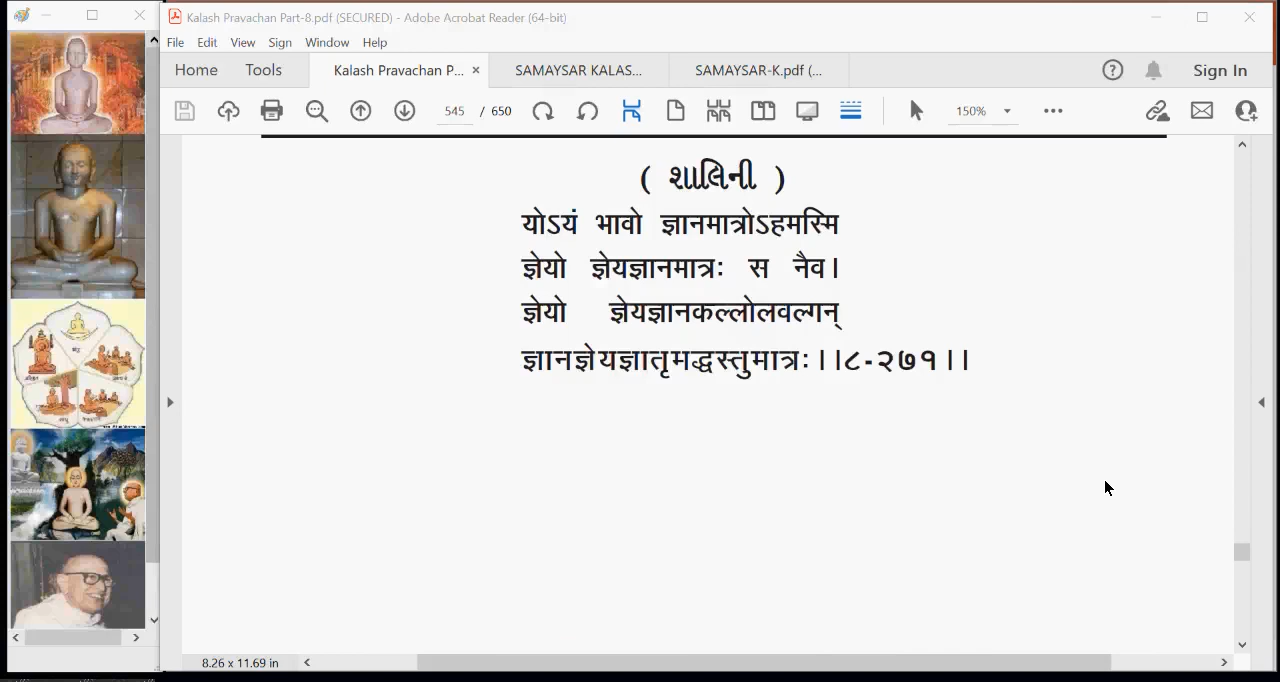 Kalash Pravachan Part-8.pdf (SECURED) - Adobe Acrobat Reader (64-bit)
File Edit View Sign Window Help
Home Tools Kalash Pravachan P... × SAMAYSAR KALAS... SAMAYSAR-K.pdf (... Sign In
545 / 650 150%
( શાલિની )
योऽयं भावो ज्ञानमात्रोऽहमस्मि
ज्ञेयो ज्ञेयज्ञानमात्रः स नैव।
ज्ञेयो ज्ञेयज्ञानकल्लोलवल्गन्
ज्ञानज्ञेयज्ञातृमद्वस्तुमात्रः।।८-२७१।।
8.26 x 11.69 in